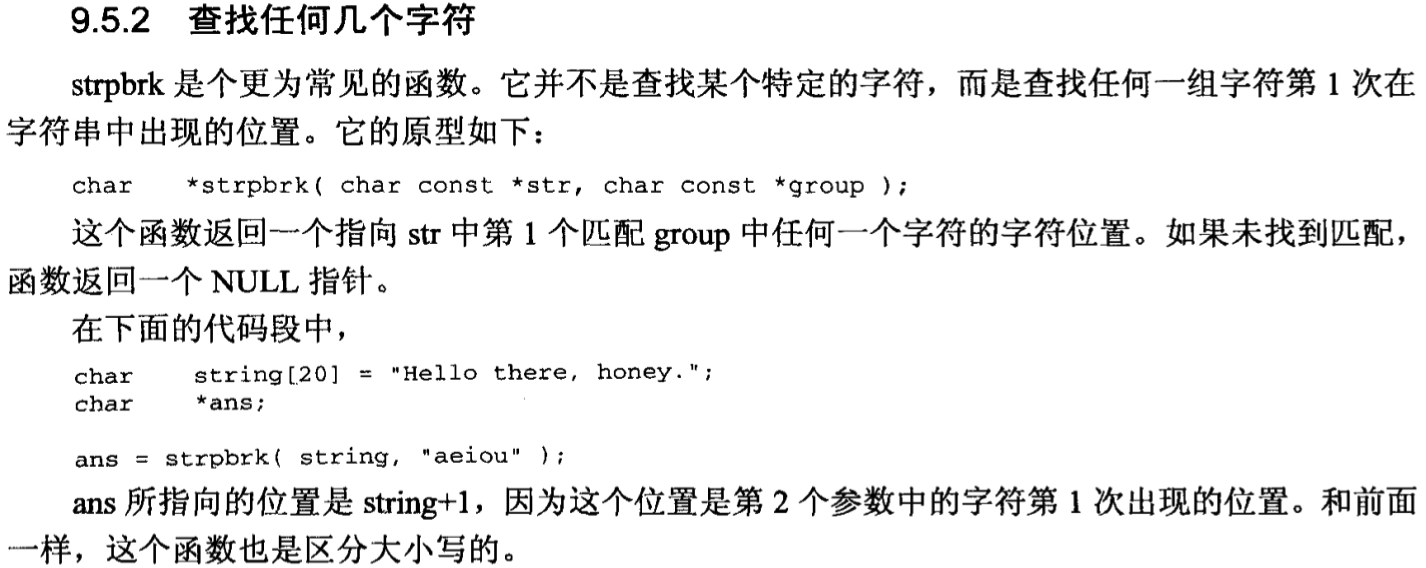 9.5.2 查找任何几个字符
strpbrk 是个更为常见的函数。它并不是查找某个特定的字符，而是查找任何一组字符第 1 次在
字符串中出现的位置。它的原型如下：
char *strpbrk( char const *str, char const *group );
这个函数返回一个指向 str 中第 1 个匹配 group 中任何一个字符的字符位置。如果未找到匹配，
函数返回一个 NULL 指针。
在下面的代码段中，
char string[20] = "Hello there, honey.";
char *ans;
ans = strpbrk( string, "aeiou" );
ans 所指向的位置是 string+1，因为这个位置是第 2 个参数中的字符第 1 次出现的位置。和前面
一样，这个函数也是区分大小写的。